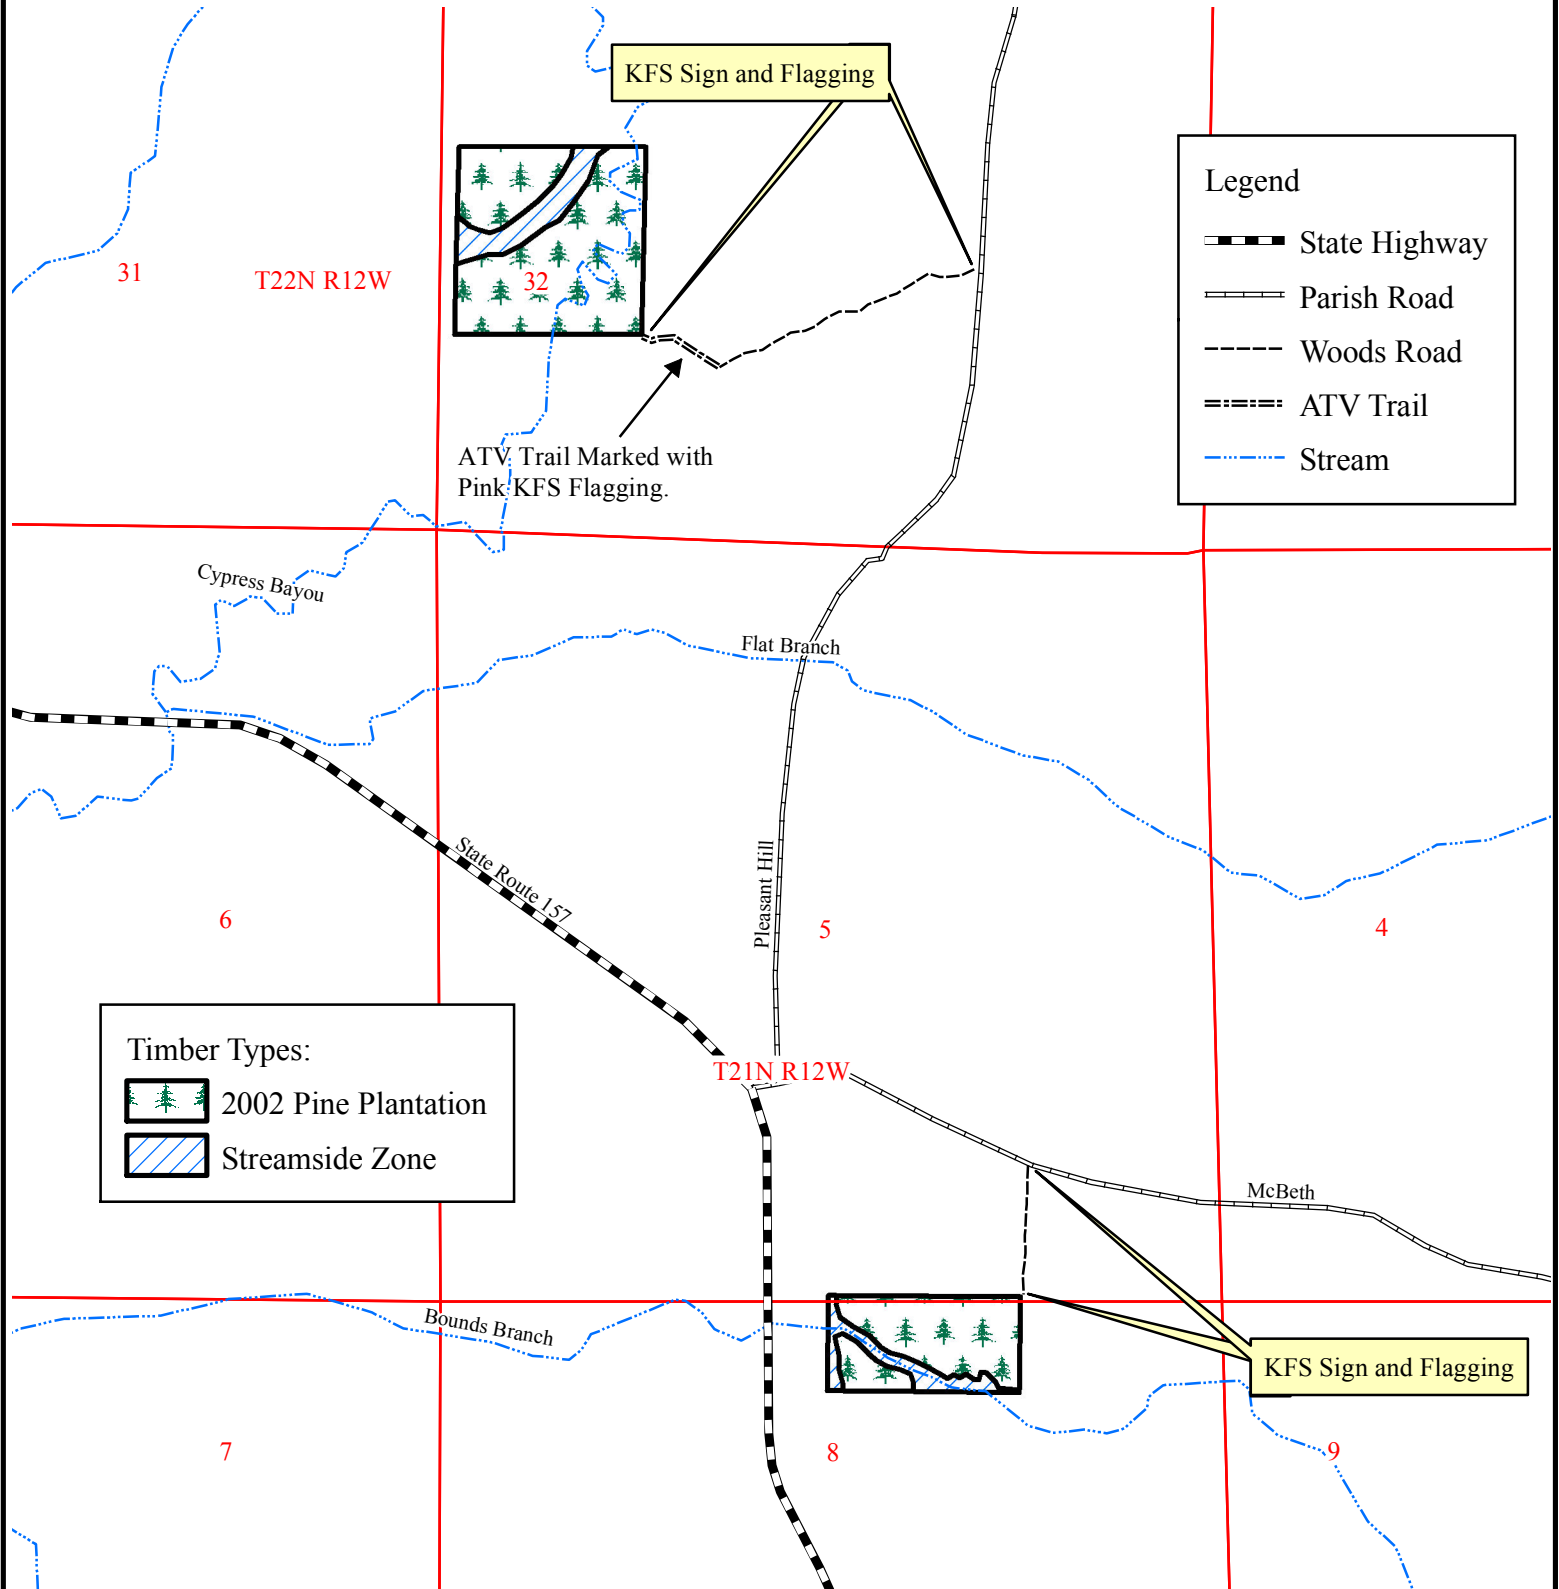 KFS Sign and Flagging
Legend
State Highway
Parish Road
Woods Road
ATV Trail
Stream
31
T22N R12W
32
ATV Trail Marked with
Pink KFS Flagging.
Cypress Bayou
Flat Branch
State Route 157
Pleasant Hill
6
5
4
Timber Types:
2002 Pine Plantation
Streamside Zone
T21N R12W
McBeth
Bounds Branch
KFS Sign and Flagging
7
8
9